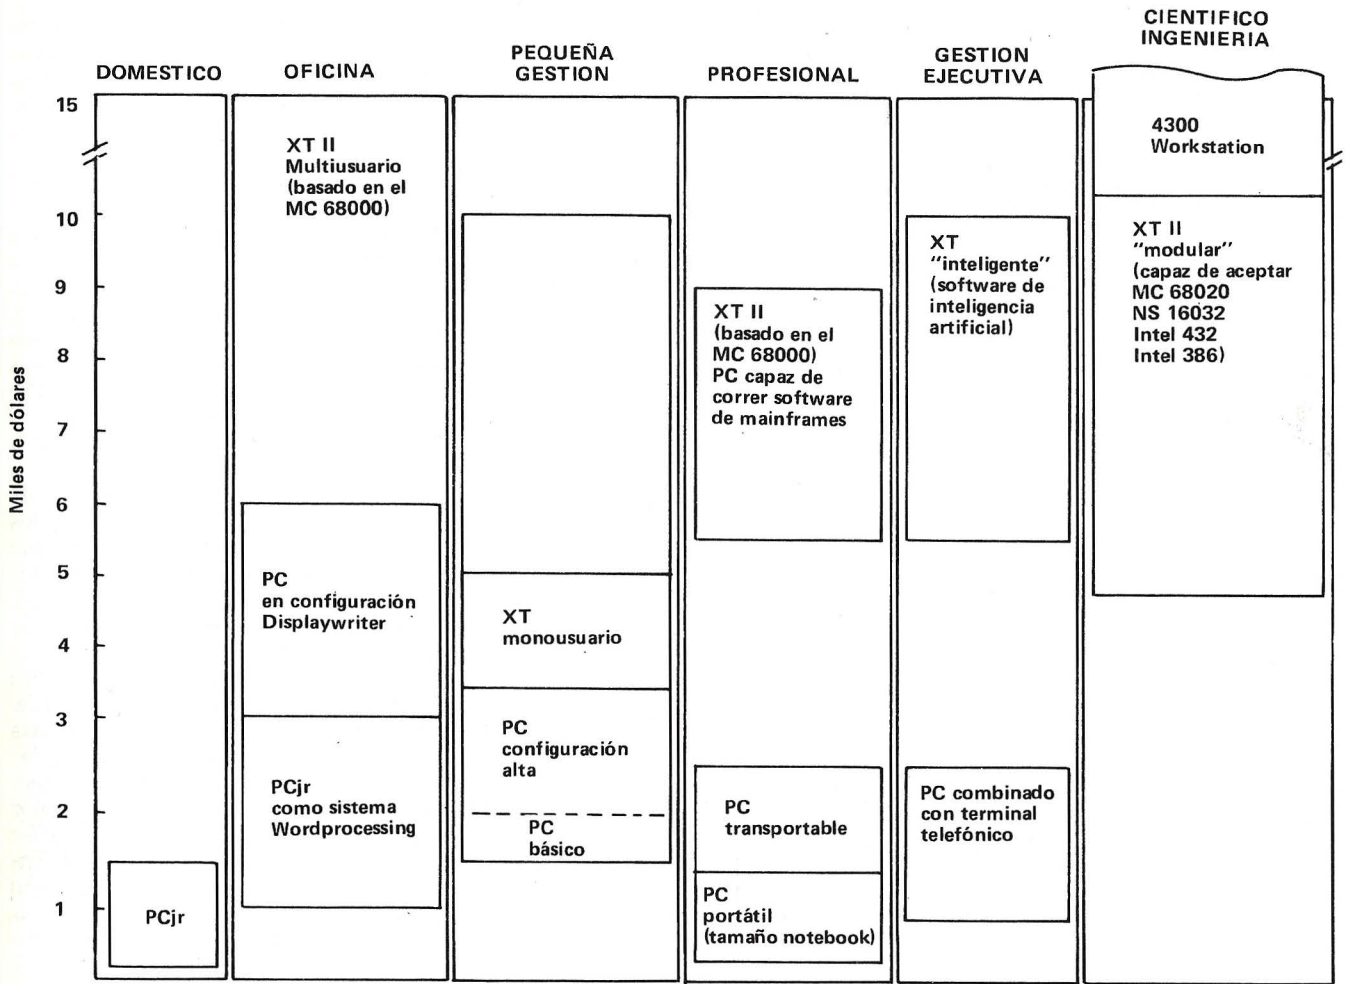 CIENTIFICO
INGENIERIA
DOMESTICO
OFICINA
PEQUEÑA
GESTION
PROFESIONAL
GESTION
EJECUTIVA
Miles de dólares
15
10
9
8
7
6
5
4
3
2
1
PCjr
XT II
Multiusuario
(basado en el
MC 68000)
PC
en configuración
Displaywriter
PCjr
como sistema
Wordprocessing
XT
monousuario
PC
configuración
alta
PC
básico
XT II
(basado en el
MC 68000)
PC capaz de
correr software
de mainframes
PC
transportable
PC
portátil
(tamaño notebook)
XT
“inteligente”
(software de
inteligencia
artificial)
PC combinado
con terminal
telefónico
4300
Workstation
XT II
“modular”
(capaz de aceptar
MC 68020
NS 16032
Intel 432
Intel 386)